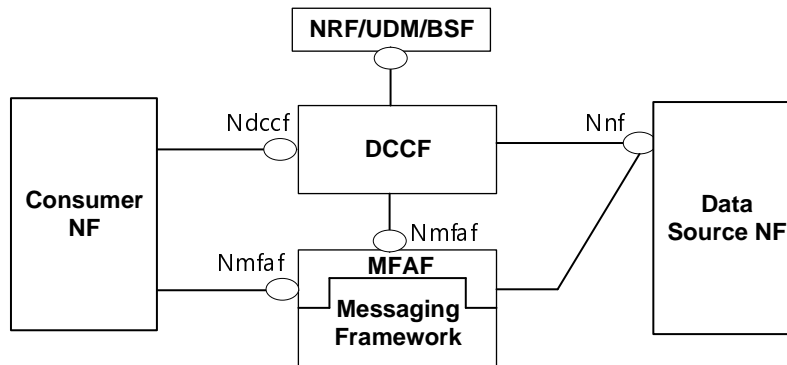 NRF/UDM/BSF
Ndccf
Nnf
DCCF
Consumer
NF
Data
Source NF
Nmfaf
Nmfaf
MFAF
Messaging
Framework